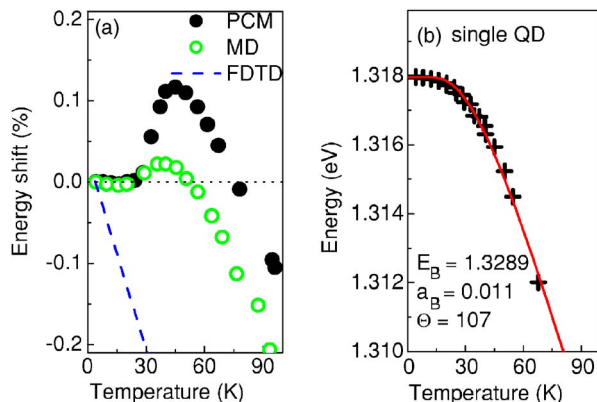 (a)
PCM
MD
FDTD
0.2
0.1
0.0
-0.1
-0.2
Energy shift (%)
0 30 60 90
Temperature (K)
(b) single QD
1.318
1.316
1.314
1.312
1.310
Energy (eV)
E_B = 1.3289
a_B = 0.011
Θ = 107
0 30 60 90
Temperature (K)